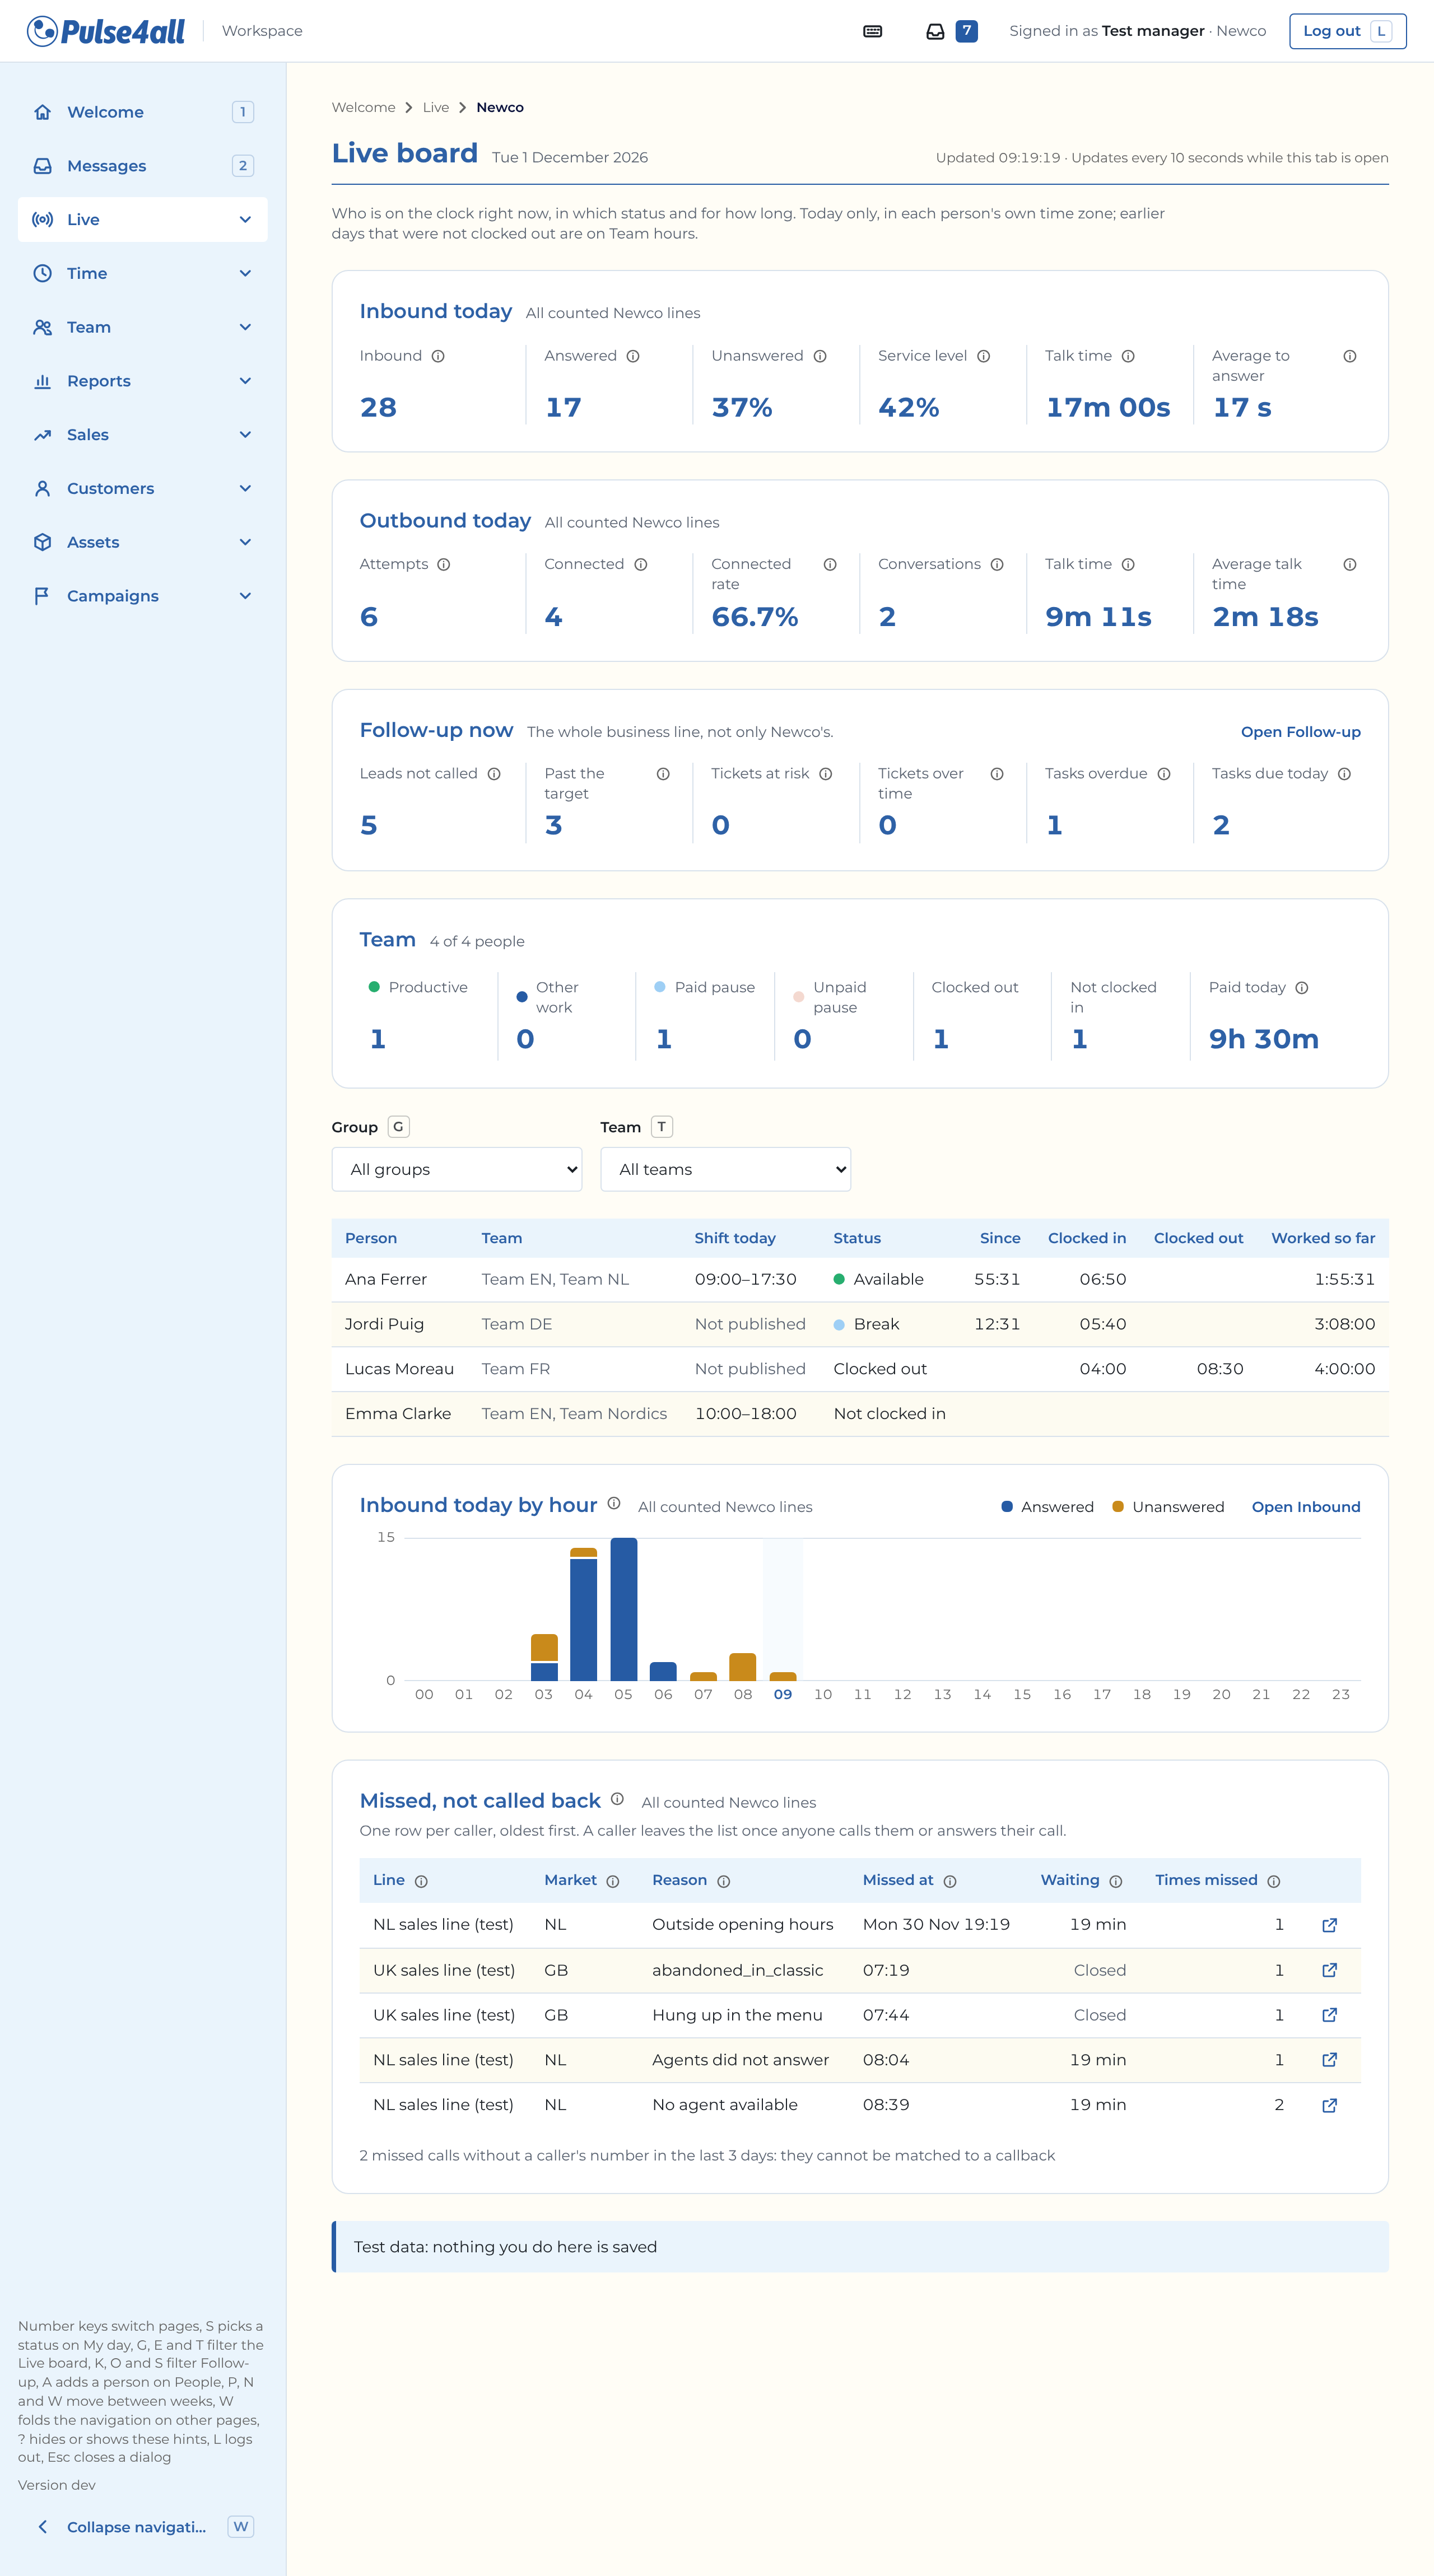 Pulse4all
Workspace
7
Signed in as Test manager · Newco
Log out L
Welcome 1
Messages 2
Live
Time
Team
Reports
Sales
Customers
Assets
Campaigns
Number keys switch pages, S picks a
status on My day, G, E and T filter the
Live board, K, O and S filter Follow-
up, A adds a person on People, P, N
and W move between weeks, W
folds the navigation on other pages,
? hides or shows these hints, L logs
out, Esc closes a dialog
Version dev
Collapse navigati... W
Welcome Live Newco
Live board Tue 1 December 2026 Updated 09:19:19 · Updates every 10 seconds while this tab is open
Who is on the clock right now, in which status and for how long. Today only, in each person's own time zone; earlier
days that were not clocked out are on Team hours.
Inbound today All counted Newco lines
Inbound Answered Unanswered Service level Talk time Average to
answer
28 17 37% 42% 17m 00s 17 s
Outbound today All counted Newco lines
Attempts Connected Connected Conversations Talk time Average talk
rate time
6 4 66.7% 2 9m 11s 2m 18s
Follow-up now The whole business line, not only Newco's. Open Follow-up
Leads not called Past the Tickets at risk Tickets over Tasks overdue Tasks due today
target time
5 3 0 0 1 2
Team 4 of 4 people
Productive Other Paid pause Unpaid Clocked out Not clocked Paid today
work pause in
1 0 1 0 1 1 9h 30m
Group G Team T
All groups All teams
Person Team Shift today Status Since Clocked in Clocked out Worked so far
Ana Ferrer Team EN, Team NL 09:00–17:30 Available 55:31 06:50 1:55:31
Jordi Puig Team DE Not published Break 12:31 05:40 3:08:00
Lucas Moreau Team FR Not published Clocked out 04:00 08:30 4:00:00
Emma Clarke Team EN, Team Nordics 10:00–18:00 Not clocked in
Inbound today by hour All counted Newco lines Answered Unanswered Open Inbound
15
0
00 01 02 03 04 05 06 07 08 09 10 11 12 13 14 15 16 17 18 19 20 21 22 23
Missed, not called back All counted Newco lines
One row per caller, oldest first. A caller leaves the list once anyone calls them or answers their call.
Line Market Reason Missed at Waiting Times missed
NL sales line (test) NL Outside opening hours Mon 30 Nov 19:19 19 min 1
UK sales line (test) GB abandoned_in_classic 07:19 Closed 1
UK sales line (test) GB Hung up in the menu 07:44 Closed 1
NL sales line (test) NL Agents did not answer 08:04 19 min 1
NL sales line (test) NL No agent available 08:39 19 min 2
2 missed calls without a caller's number in the last 3 days: they cannot be matched to a callback
Test data: nothing you do here is saved